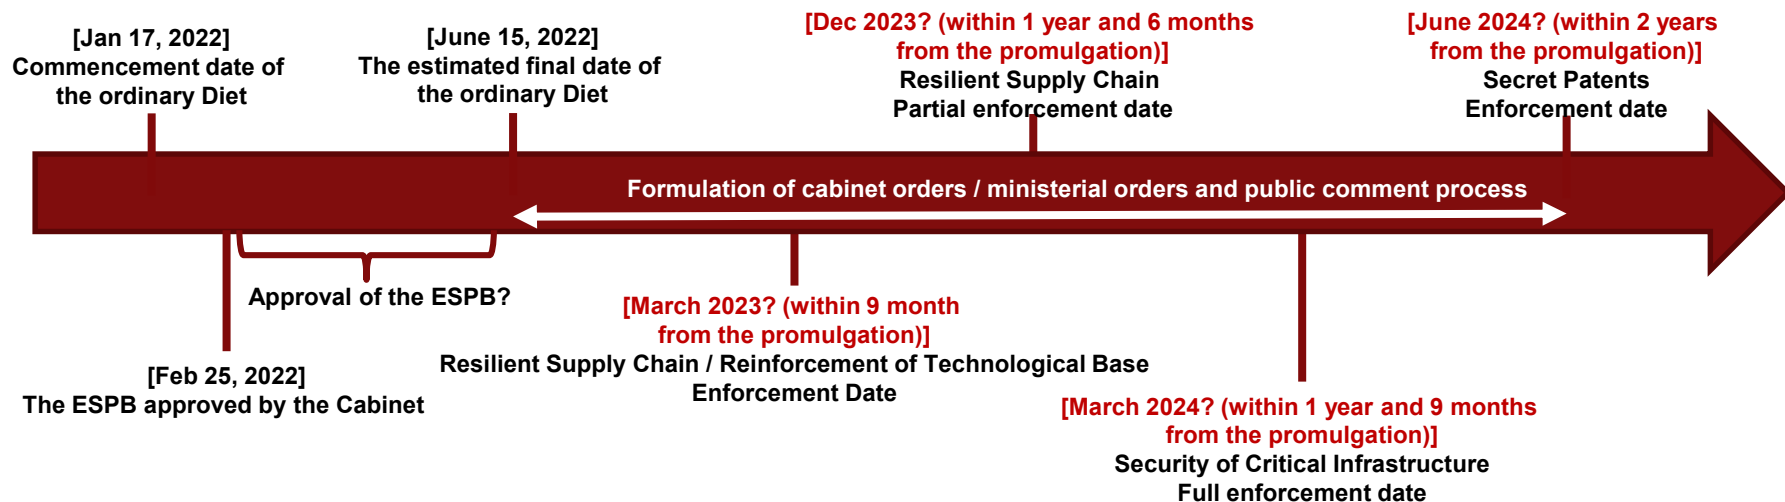 [Jan 17, 2022]
Commencement date of
the ordinary Diet
[June 15, 2022]
The estimated final date of
the ordinary Diet
[Dec 2023? (within 1 year and 6 months
from the promulgation)]
Resilient Supply Chain
Partial enforcement date
[June 2024? (within 2 years
from the promulgation)]
Secret Patents
Enforcement date
Formulation of cabinet orders / ministerial orders and public comment process
Approval of the ESPB?
[Feb 25, 2022]
The ESPB approved by the Cabinet
[March 2023? (within 9 month
from the promulgation)]
Resilient Supply Chain / Reinforcement of Technological Base
Enforcement Date
[March 2024? (within 1 year and 9 months
from the promulgation)]
Security of Critical Infrastructure
Full enforcement date